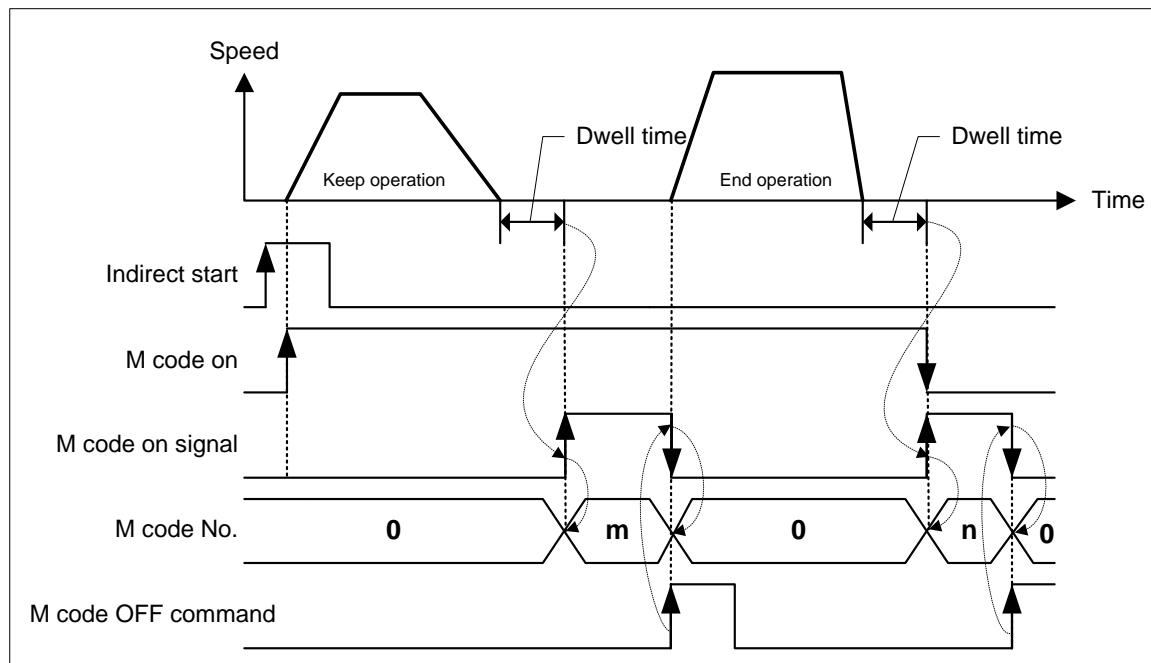 Speed
Dwell time
Dwell time
Keep operation
End operation
Time
Indirect start
M code on
M code on signal
M code No.
0
m
0
n
0
M code OFF command